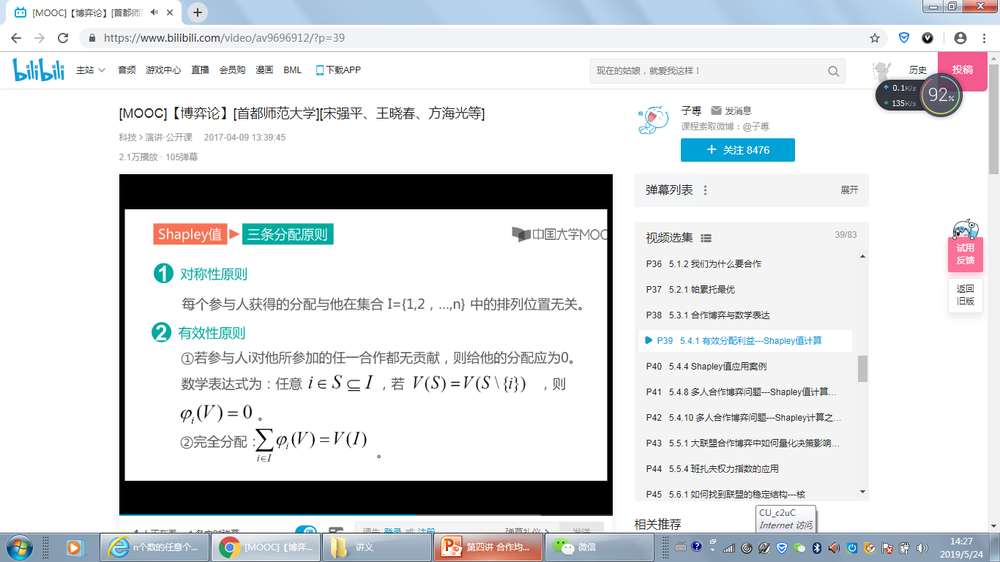 [MOOC]【博弈论】[首都师范
https://www.bilibili.com/video/av9696912/?p=39
bilibili 主站 音频 游戏中心 直播 会员购 漫画 BML 下载APP
现在的姑娘，就爱我这样！
历史
投稿
0.1K/s
135K/s
92%
[MOOC]【博弈论】[首都师范大学][宋强平、王晓春、方海光等]
科技 > 演讲·公开课 2017-04-09 13:39:45
2.1万播放 · 105弹幕
子尃 发消息
课程索取微博：@子尃
+ 关注 8476
Shapley值 三条分配原则
中国大学MOOC
1 对称性原则
每个参与人获得的分配与他在集合 I={1,2，...,n} 中的排列位置无关。
2 有效性原则
①若参与人i对他所参加的任一合作都无贡献，则给他的分配应为0。
数学表达式为：任意 i ∈ S ⊆ I ，若 V(S) = V(S \ {i}) ，则
φi(V) = 0 。
②完全分配：∑i∈I φi(V) = V(I) 。
弹幕列表
展开
视频选集
39/83
P36 5.1.2 我们为什么要合作
P37 5.2.1 帕累托最优
P38 5.3.1 合作博弈与数学表达
P39 5.4.1 有效分配利益---Shapley值计算
P40 5.4.4 Shapley值应用案例
P41 5.4.8 多人合作博弈问题---Shapley值计算...
P42 5.4.10 多人合作博弈问题---Shapley计算之...
P43 5.5.1 大联盟合作博弈中如何量化决策影响...
P44 5.5.4 班扎夫权力指数的应用
P45 5.6.1 如何找到联盟的稳定结构---核
试用
反馈
返回
旧版
1 人正在看，1 条实时弹幕
弹
请先 登录 或 注册
弹幕礼仪 >
发送
相关推荐
CU_c2uC
Internet 访问
n个数的任意个...
[MOOC]【博弈...
讲义
第四讲 合作均...
微信
14:27
2019/5/24